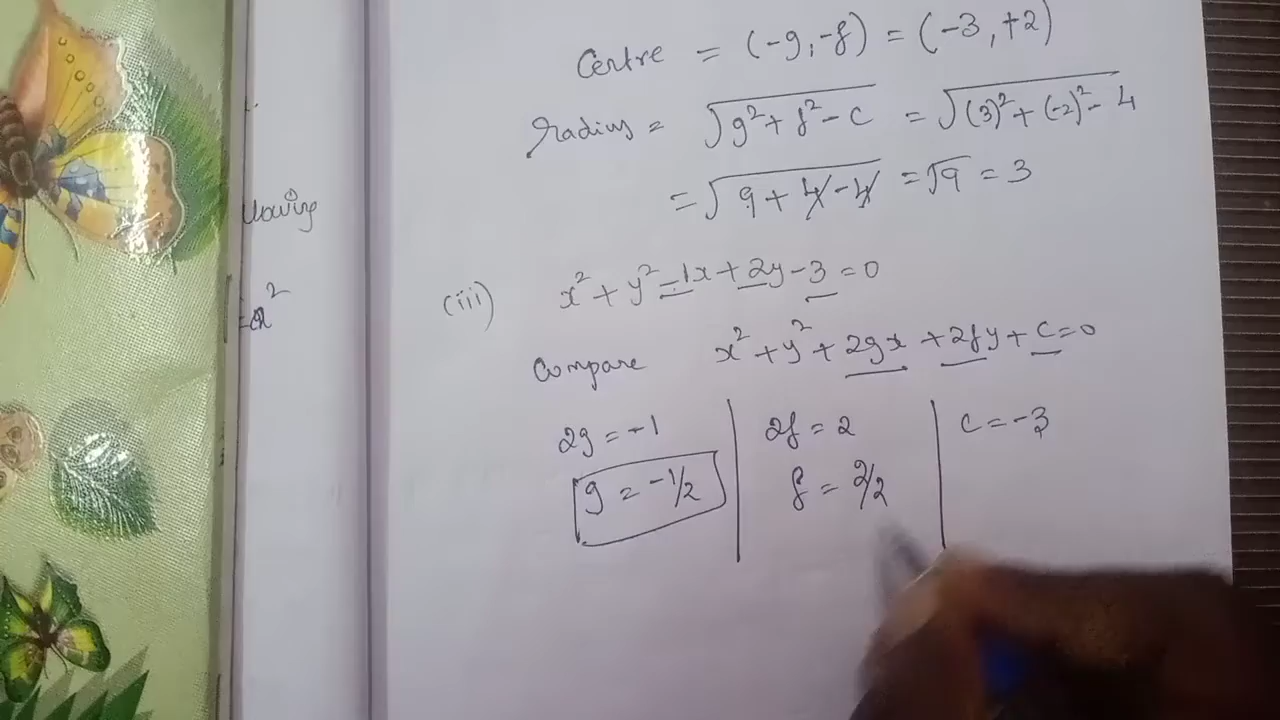 Centre = (-g, -f) = (-3, +2)
radius = √g² + f² - c = √(3)² + (-2)² - 4
= √9 + 4 - 4 = √9 = 3
(iii) x² + y² - 1x + 2y - 3 = 0
Compare x² + y² + 2gx + 2fy + c = 0
2g = -1 2f = 2 c = -3
g = -1/2 f = 2/2